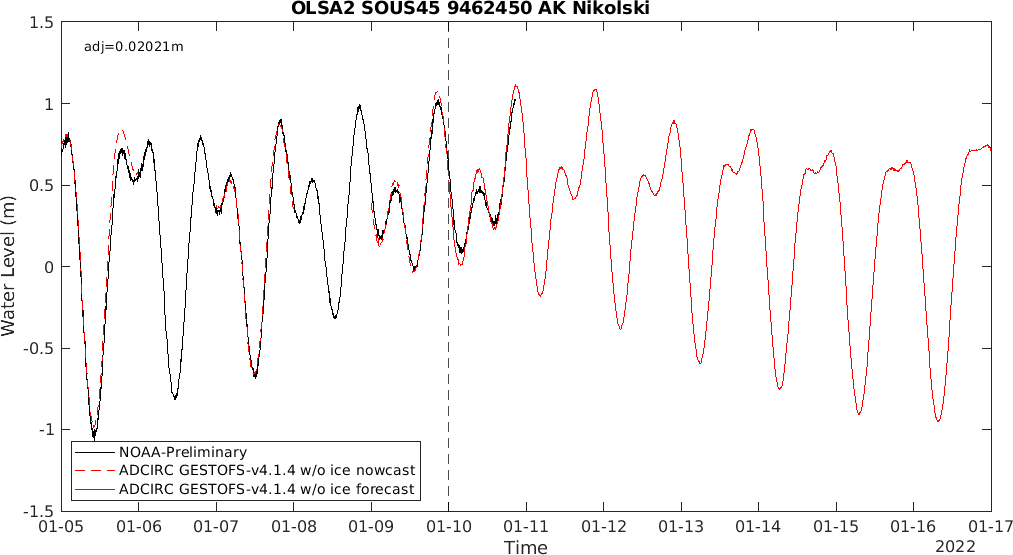 OLSA2 SOUS45 9462450 AK Nikolski
adj=0.02021m
Water Level (m)
1.5
1
0.5
0
-0.5
-1
-1.5
NOAA-Preliminary
ADCIRC GESTOFS-v4.1.4 w/o ice nowcast
ADCIRC GESTOFS-v4.1.4 w/o ice forecast
01-05 01-06 01-07 01-08 01-09 01-10 01-11 01-12 01-13 01-14 01-15 01-16 01-17
Time
2022